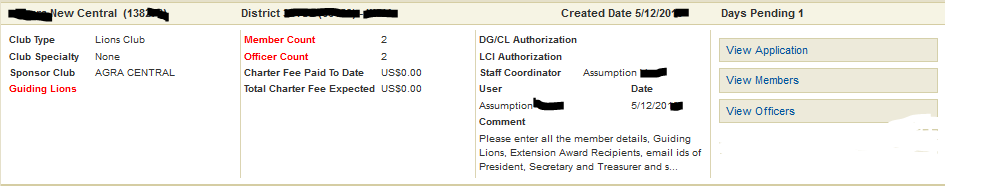 New Central (138
District
Created Date 5/12/201
Days Pending 1
Club Type Lions Club
Club Specialty None
Sponsor Club AGRA CENTRAL
Guiding Lions
Member Count 2
Officer Count 2
Charter Fee Paid To Date US$0.00
Total Charter Fee Expected US$0.00
DG/CL Authorization
LCI Authorization
Staff Coordinator Assumption
User Date
Assumption 5/12/201
Comment
Please enter all the member details, Guiding
Lions, Extension Award Recipients, email ids of
President, Secretary and Treasurer and s...
View Application
View Members
View Officers